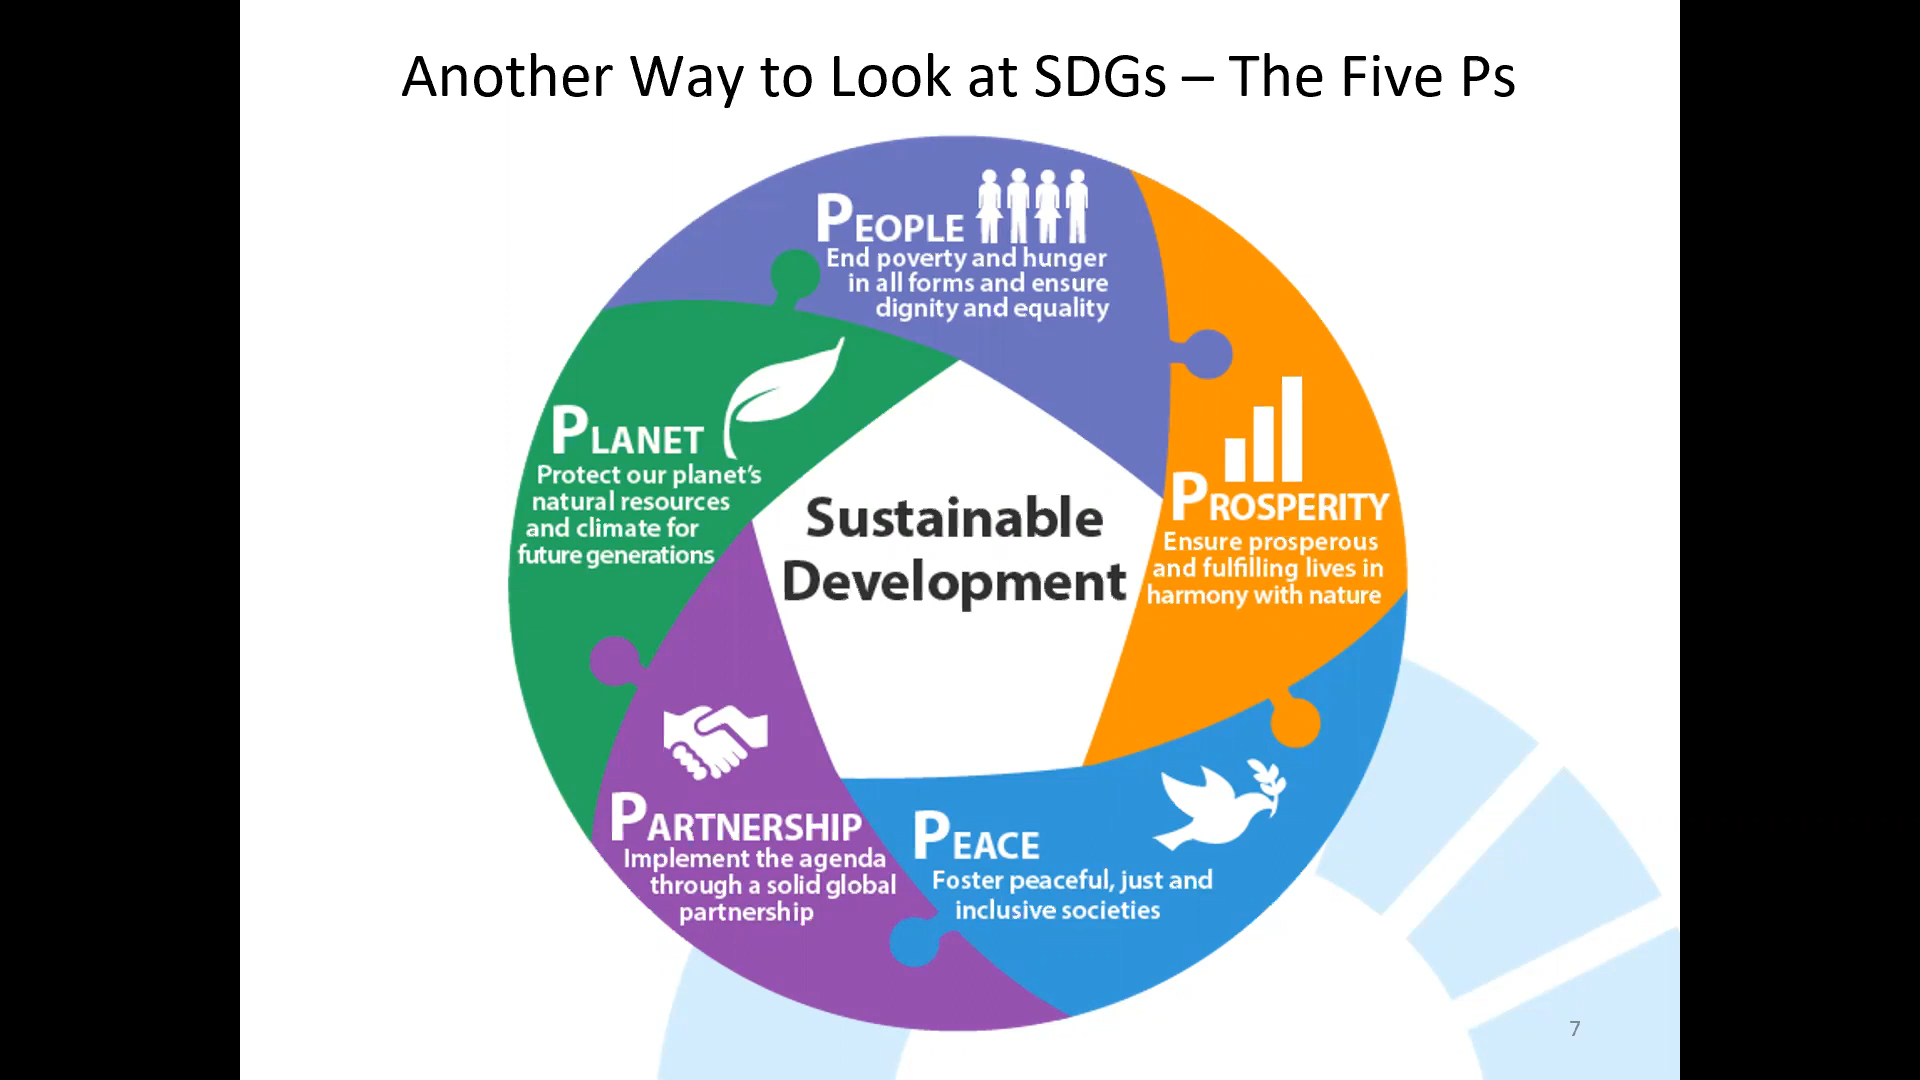 Another Way to Look at SDGs – The Five Ps
PEOPLE
End poverty and hunger
in all forms and ensure
dignity and equality
PROSPERITY
Ensure prosperous
and fulfilling lives in
harmony with nature
PEACE
Foster peaceful, just and
inclusive societies
PARTNERSHIP
Implement the agenda
through a solid global
partnership
PLANET
Protect our planet's
natural resources
and climate for
future generations
Sustainable
Development
7